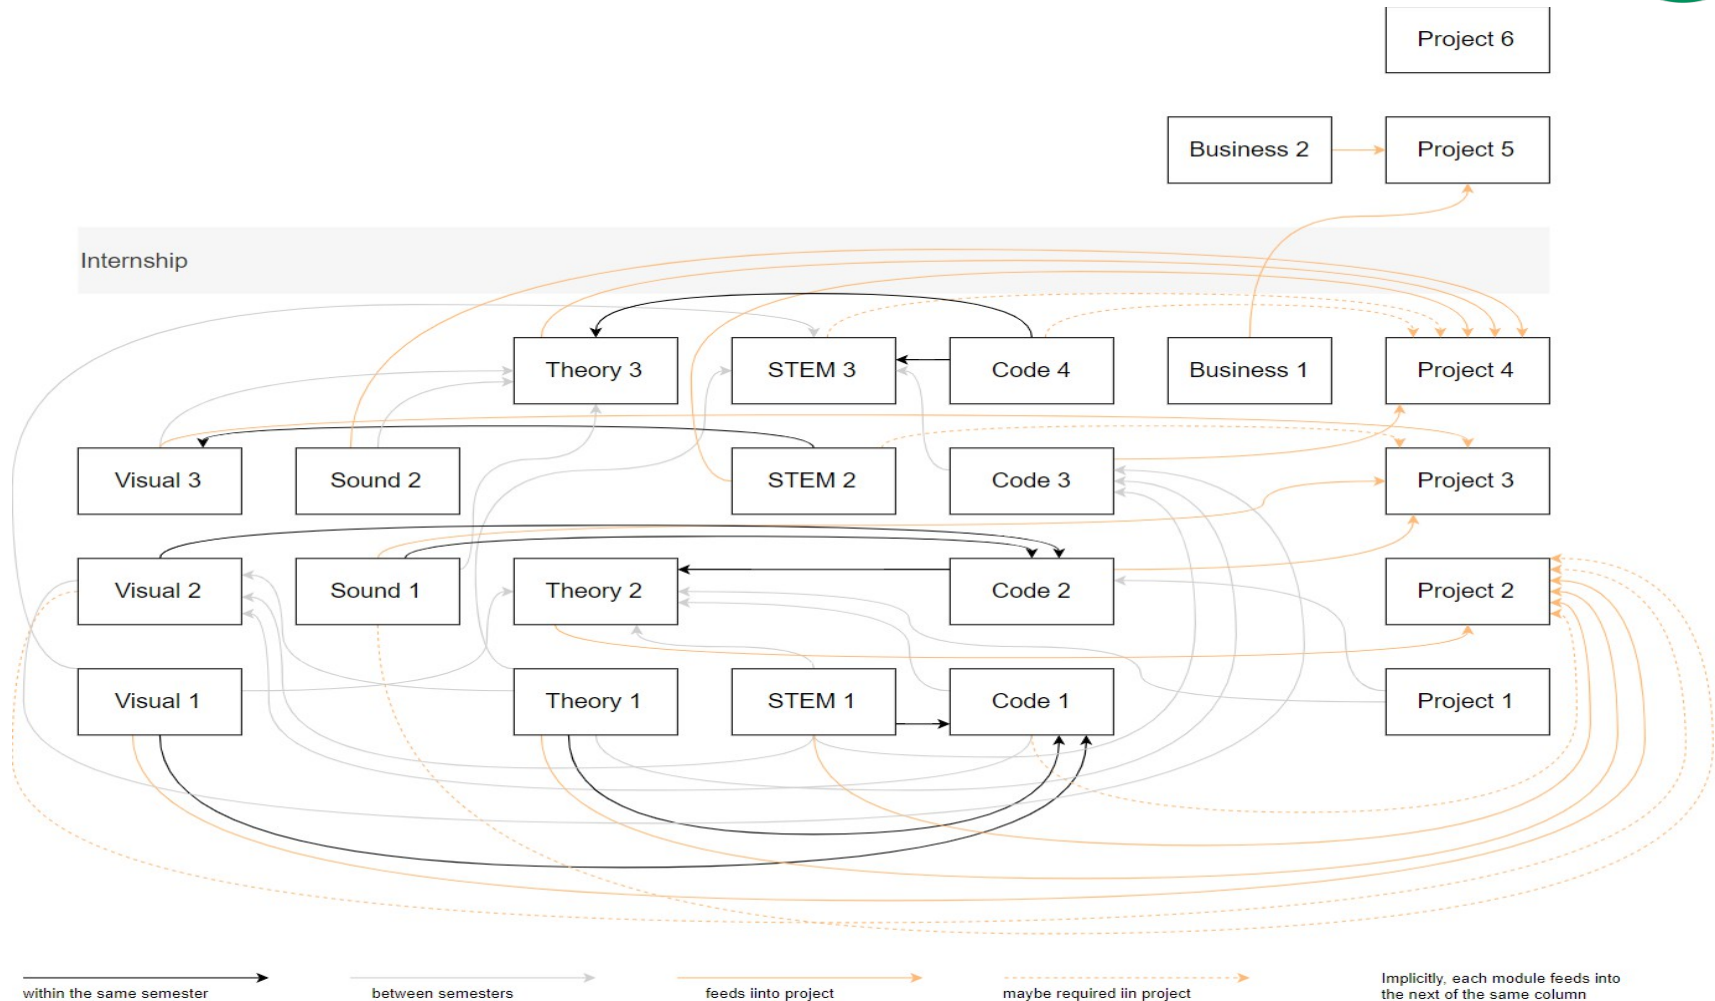 Project 6
Business 2
Project 5
Internship
Theory 3
STEM 3
Code 4
Business 1
Project 4
Visual 3
Sound 2
STEM 2
Code 3
Project 3
Visual 2
Sound 1
Theory 2
Code 2
Project 2
Visual 1
Theory 1
STEM 1
Code 1
Project 1
within the same semester
between semesters
feeds iinto project
maybe required iin project
Implicitly, each module feeds into
the next of the same column